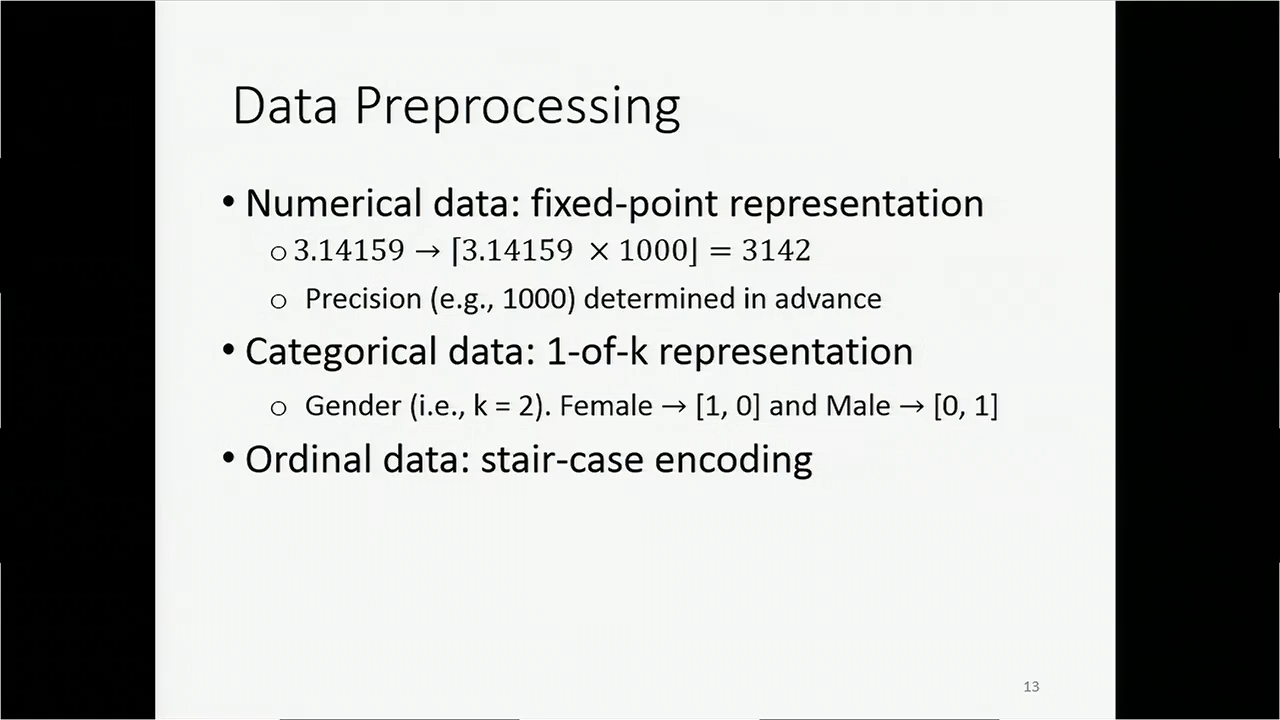 Data Preprocessing
• Numerical data: fixed-point representation
○ 3.14159 → ⌈3.14159 × 1000⌋ = 3142
○ Precision (e.g., 1000) determined in advance
• Categorical data: 1-of-k representation
○ Gender (i.e., k = 2). Female → [1, 0] and Male → [0, 1]
• Ordinal data: stair-case encoding
13